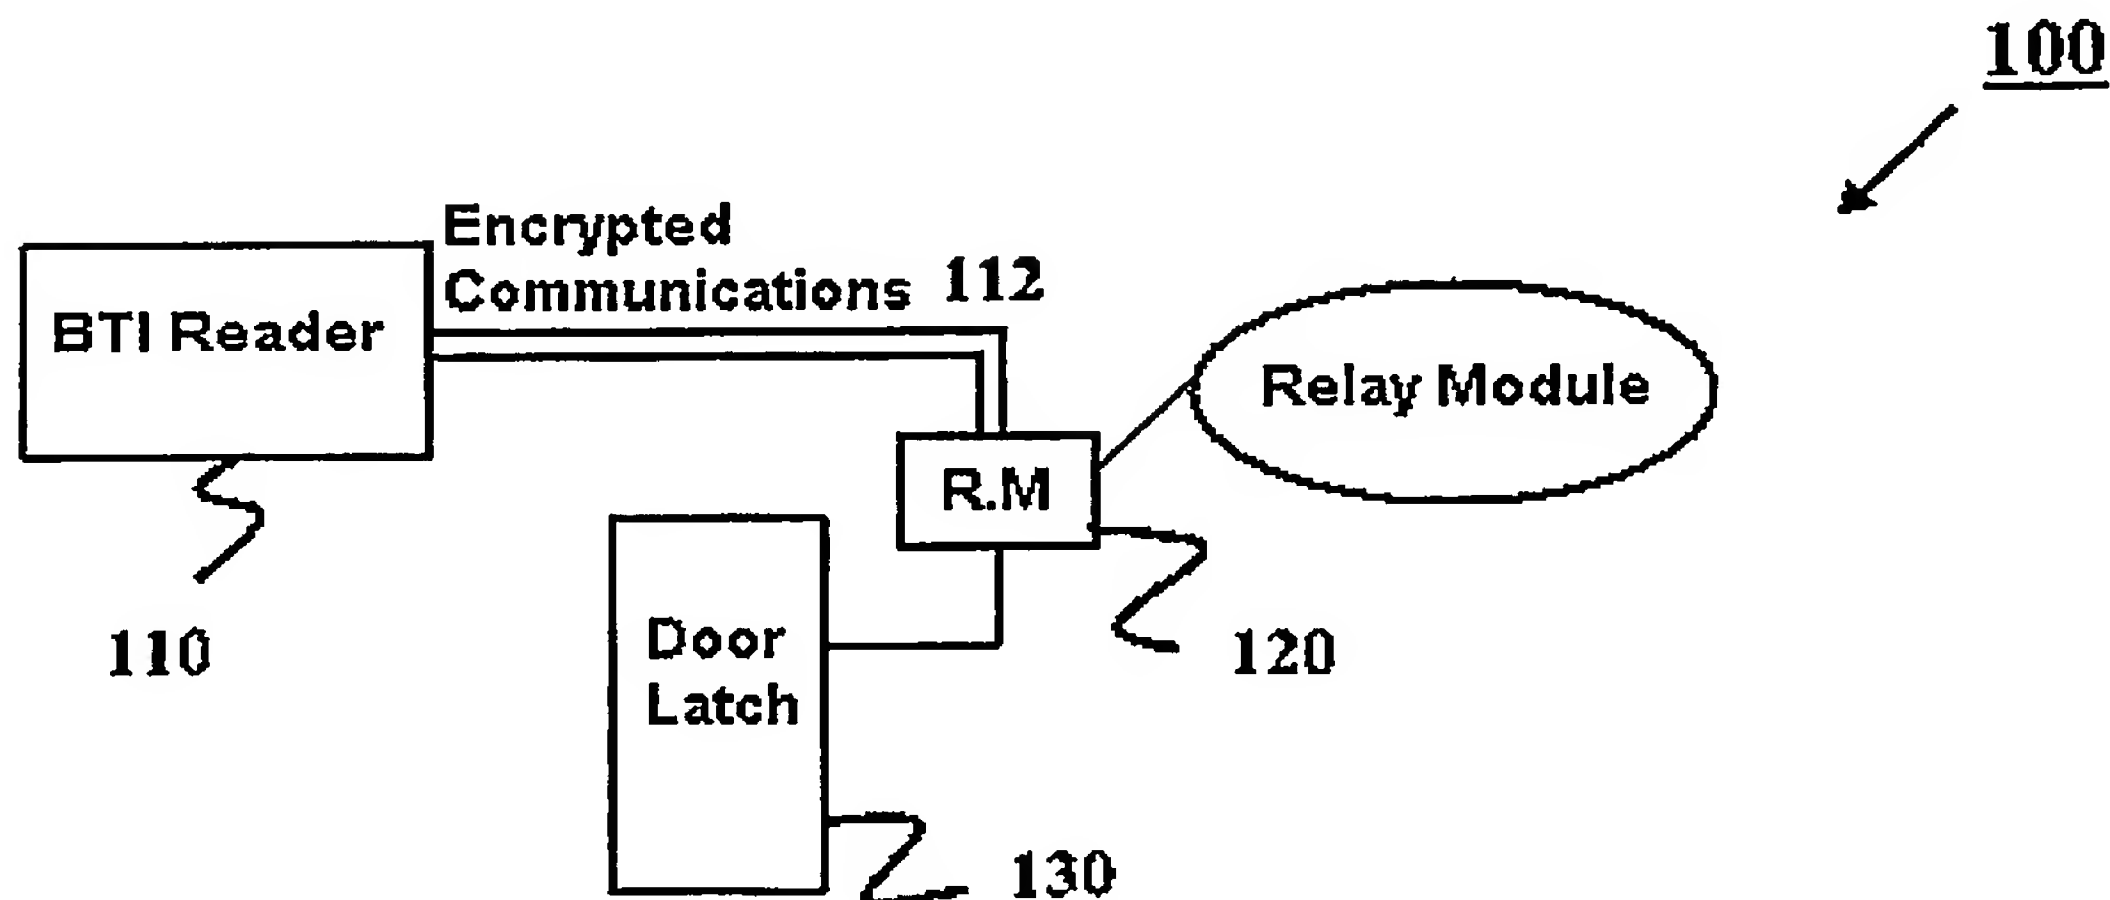 100
Encrypted
Communications 112
BTI Reader
Relay Module
R.M
110
Door
Latch
120
130